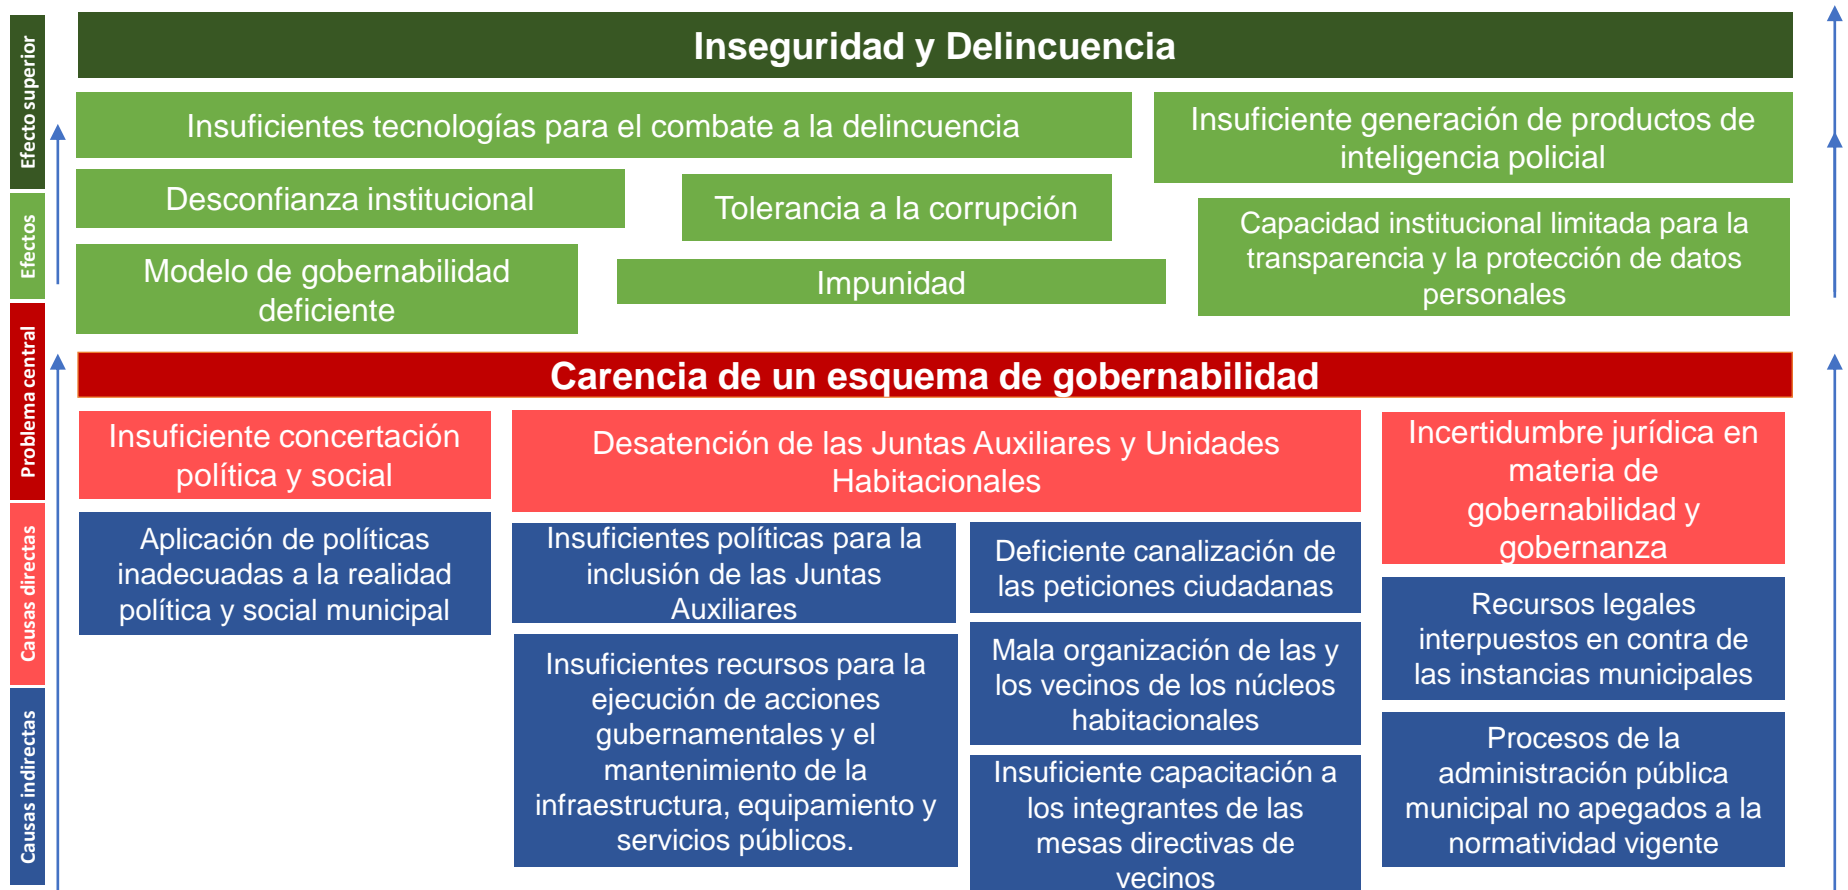 Efecto superior
Efectos
Problema central
Causas directas
Causas indirectas
Inseguridad y Delincuencia
Insuficientes tecnologías para el combate a la delincuencia
Insuficiente generación de productos de
inteligencia policial
Desconfianza institucional
Tolerancia a la corrupción
Capacidad institucional limitada para la
transparencia y la protección de datos
personales
Modelo de gobernabilidad
deficiente
Impunidad
Carencia de un esquema de gobernabilidad
Insuficiente concertación
política y social
Desatención de las Juntas Auxiliares y Unidades
Habitacionales
Incertidumbre jurídica en
materia de
gobernabilidad y
gobernanza
Aplicación de políticas
inadecuadas a la realidad
política y social municipal
Insuficientes políticas para la
inclusión de las Juntas
Auxiliares
Insuficientes recursos para la
ejecución de acciones
gubernamentales y el
mantenimiento de la
infraestructura, equipamiento y
servicios públicos.
Deficiente canalización de
las peticiones ciudadanas
Mala organización de las y
los vecinos de los núcleos
habitacionales
Insuficiente capacitación a
los integrantes de las
mesas directivas de
vecinos
Recursos legales
interpuestos en contra de
las instancias municipales
Procesos de la
administración pública
municipal no apegados a la
normatividad vigente